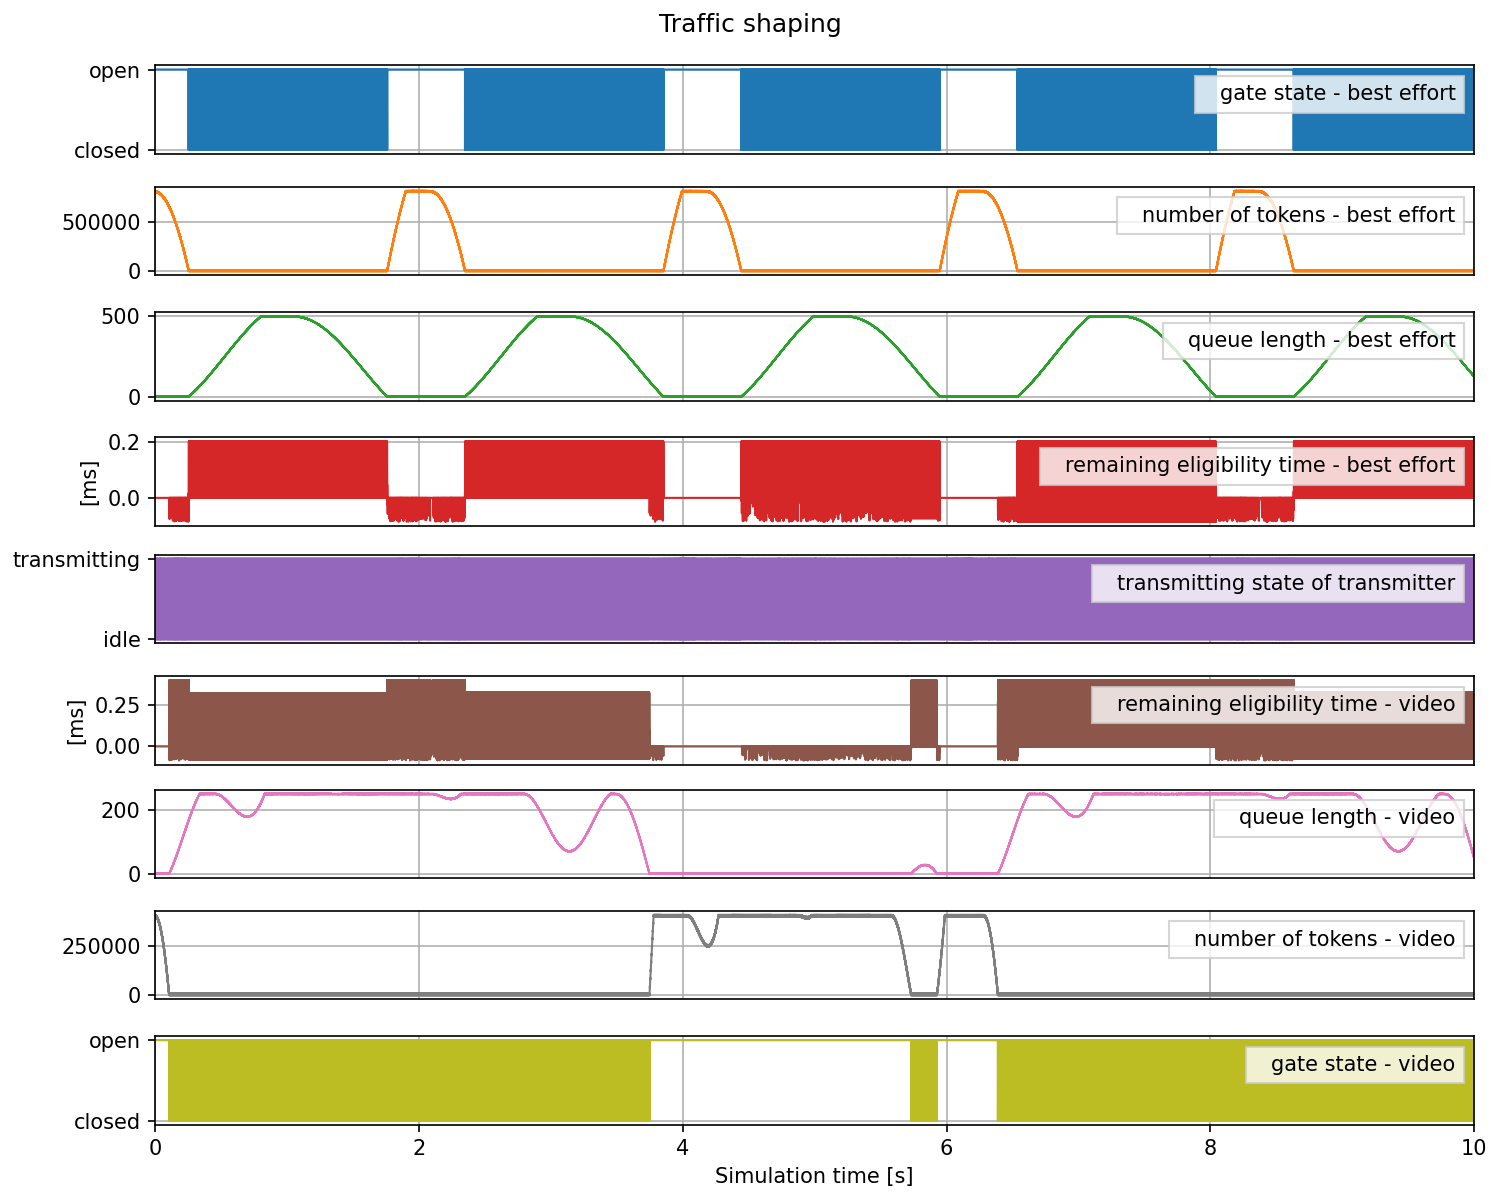 Traffic shaping
open
gate state - best effort
closed
number of tokens - best effort
500000
0
500
queue length - best effort
0
0.2
remaining eligibility time - best effort
[ms]
0.0
transmitting
transmitting state of transmitter
idle
remaining eligibility time - video
0.25
[ms]
0.00
200
queue length - video
0
number of tokens - video
250000
0
open
gate state - video
closed
0 2 4 6 8 10
Simulation time [s]